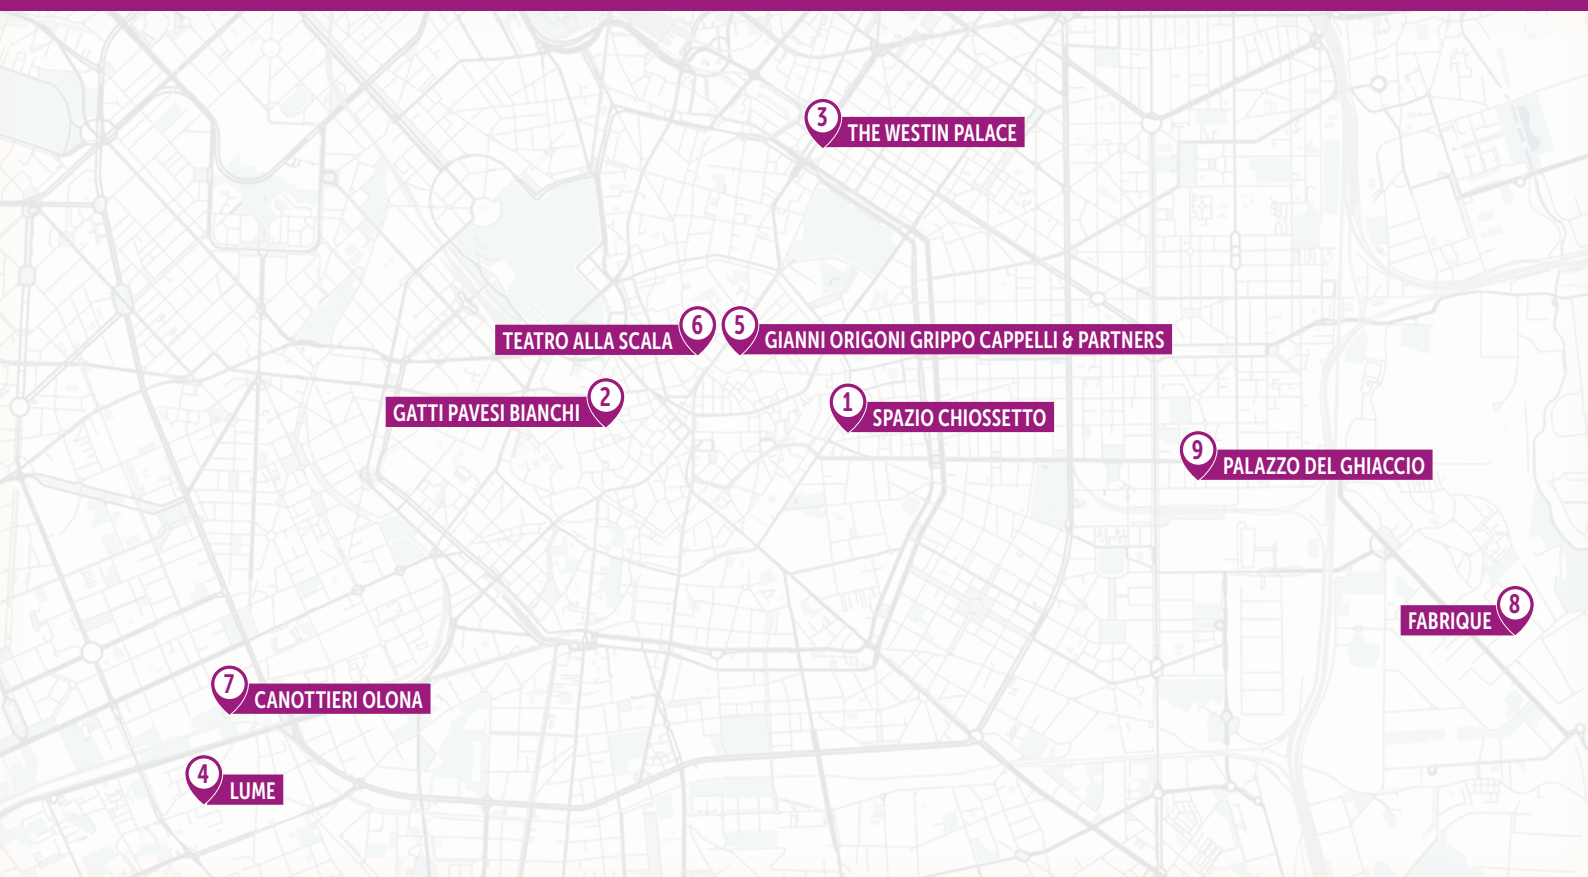 3
THE WESTIN PALACE
TEATRO ALLA SCALA
6
5
GIANNI ORIGONI GRIPPO CAPPELLI & PARTNERS
GATTI PAVESI BIANCHI
2
1
SPAZIO CHIOSSETTO
9
PALAZZO DEL GHIACCIO
FABRIQUE
8
7
CANOTTIERI OLONA
4
LUME